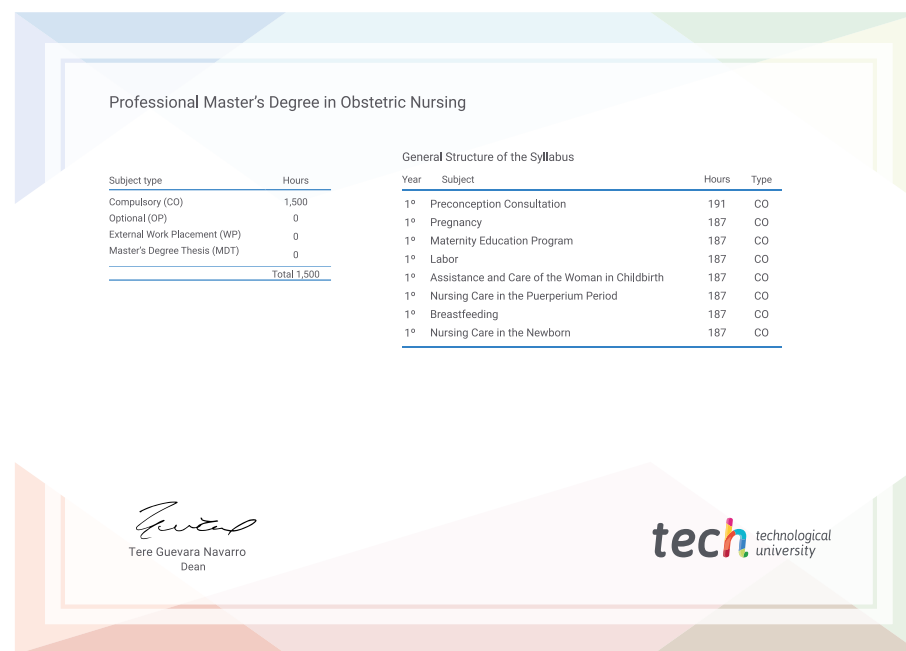 Professional Master's Degree in Obstetric Nursing
Subject type Hours
Compulsory (CO) 1,500
Optional (OP) 0
External Work Placement (WP) 0
Master's Degree Thesis (MDT) 0
Total 1,500
General Structure of the Syllabus
Year Subject Hours Type
1º Preconception Consultation 191 CO
1º Pregnancy 187 CO
1º Maternity Education Program 187 CO
1º Labor 187 CO
1º Assistance and Care of the Woman in Childbirth 187 CO
1º Nursing Care in the Puerperium Period 187 CO
1º Breastfeeding 187 CO
1º Nursing Care in the Newborn 187 CO
Tere Guevara Navarro
Dean
tech technological
university